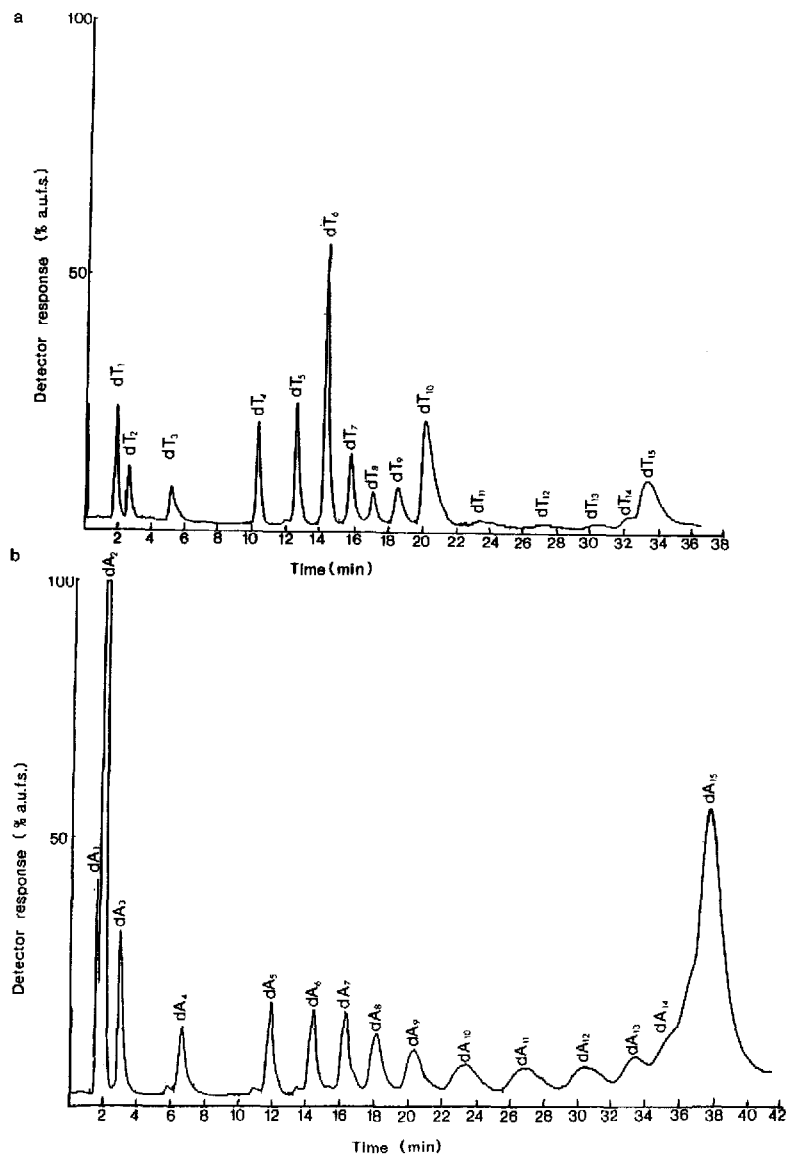 a
100
50
Detector response (% a.u.f.s.)
dT₁
dT₂
dT₃
dT₄
dT₅
dT₆
dT₇
dT₈
dT₉
dT₁₀
dT₁₁
dT₁₂
dT₁₃
dT₁₄
dT₁₅
2 4 6 8 10 12 14 16 18 20 22 24 26 28 30 32 34 36 38
Time (min)
b
100
50
Detector response (% a.u.f.s.)
dA₁
dA₂
dA₃
dA₄
dA₅
dA₆
dA₇
dA₈
dA₉
dA₁₀
dA₁₁
dA₁₂
dA₁₃
dA₁₄
dA₁₅
2 4 6 8 10 12 14 16 18 20 22 24 26 28 30 32 34 36 38 40 42
Time (min)